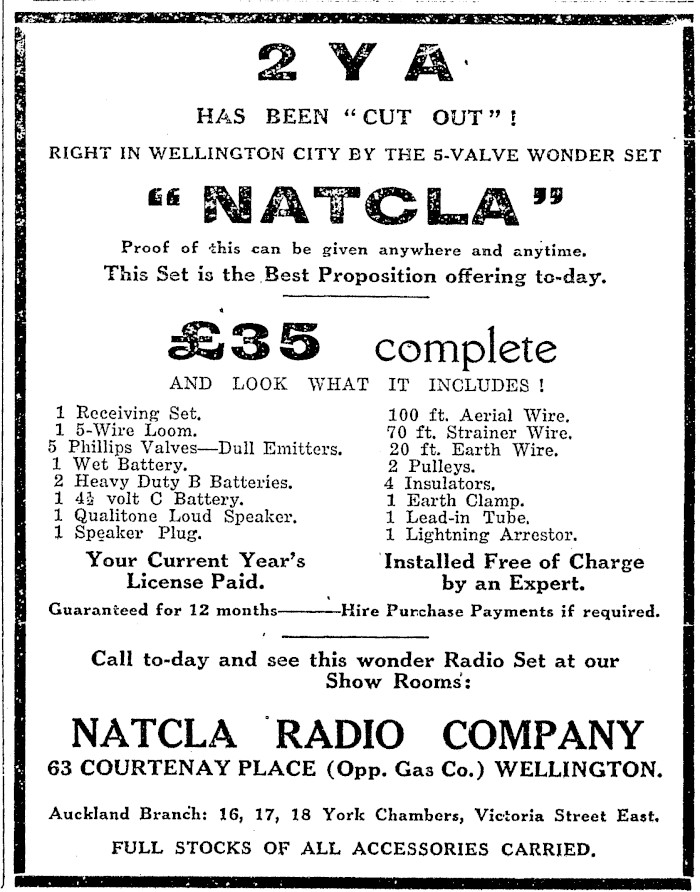 2 Y A
HAS BEEN "CUT OUT"!
RIGHT IN WELLINGTON CITY BY THE 5-VALVE WONDER SET
"NATCLA"
Proof of this can be given anywhere and anytime.
This Set is the Best Proposition offering to-day.
£35 complete
AND LOOK WHAT IT INCLUDES!
1 Receiving Set.
1 5-Wire Loom.
5 Phillips Valves—Dull Emitters.
1 Wet Battery.
2 Heavy Duty B Batteries.
1 4½ volt C Battery.
1 Qualitone Loud Speaker.
1 Speaker Plug.
Your Current Year's
License Paid.
100 ft. Aerial Wire.
70 ft. Strainer Wire.
20 ft. Earth Wire.
2 Pulleys.
4 Insulators.
1 Earth Clamp.
1 Lead-in Tube.
1 Lightning Arrestor.
Installed Free of Charge
by an Expert.
Guaranteed for 12 months———Hire Purchase Payments if required.
Call to-day and see this wonder Radio Set at our
Show Rooms:
NATCLA RADIO COMPANY
63 COURTENAY PLACE (Opp. Gas Co.) WELLINGTON.
Auckland Branch: 16, 17, 18 York Chambers, Victoria Street East.
FULL STOCKS OF ALL ACCESSORIES CARRIED.